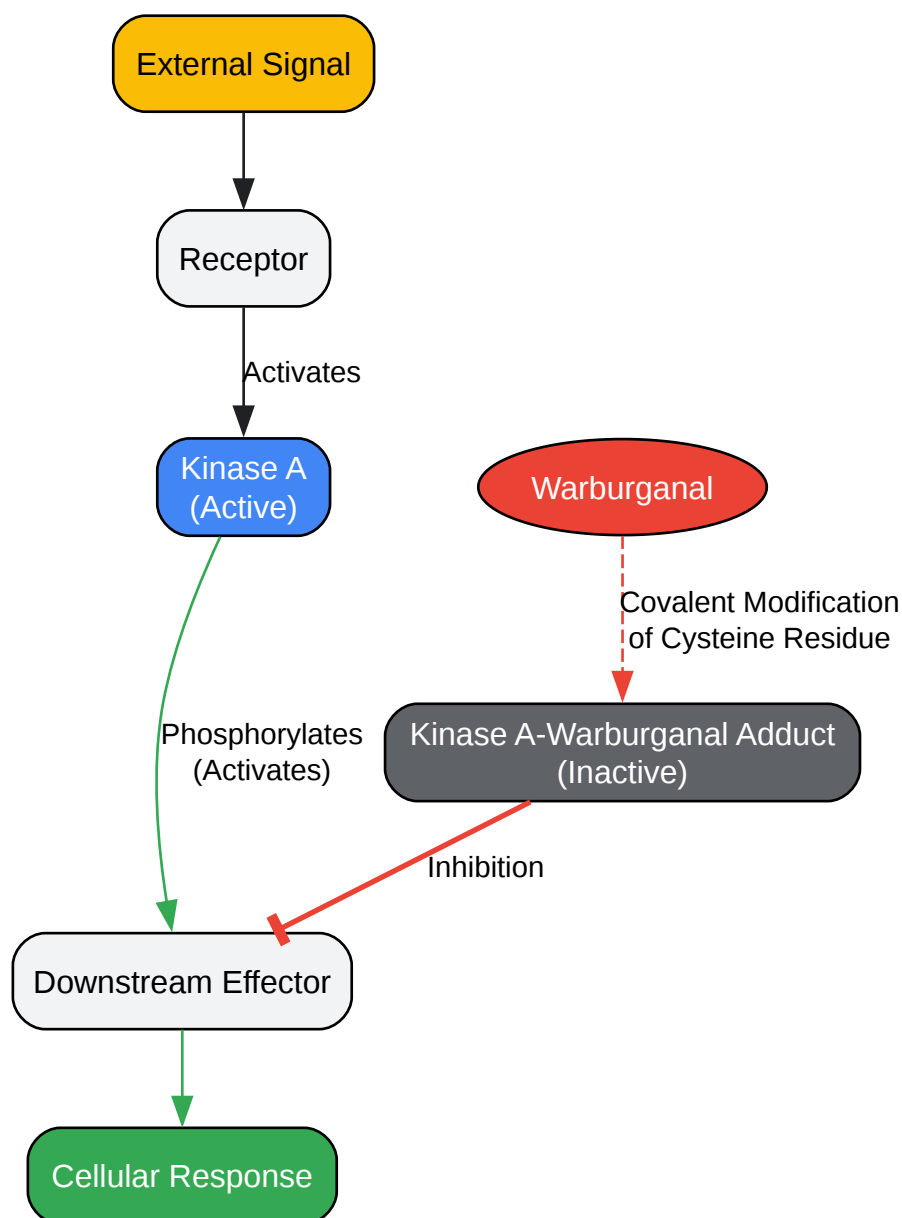 External Signal
Receptor
Activates
Kinase A
(Active)
Warburganal
Covalent Modification
of Cysteine Residue
Phosphorylates
(Activates)
Kinase A-Warburganal Adduct
(Inactive)
Inhibition
Downstream Effector
Cellular Response